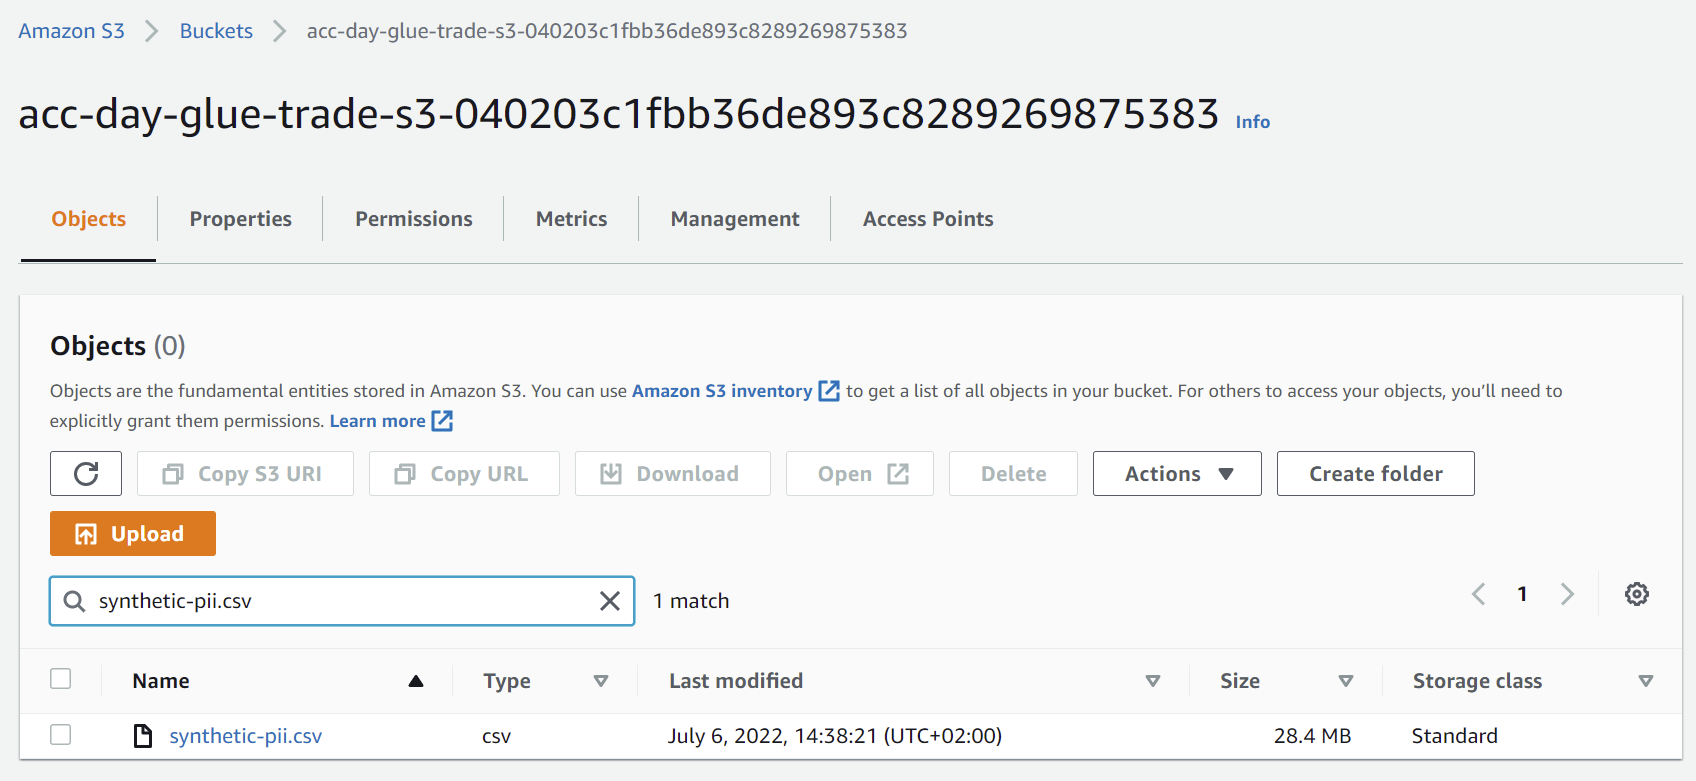 Amazon S3 > Buckets > acc-day-glue-trade-s3-040203c1fbb36de893c8289269875383
acc-day-glue-trade-s3-040203c1fbb36de893c8289269875383 Info
Objects Properties Permissions Metrics Management Access Points
Objects (0)
Objects are the fundamental entities stored in Amazon S3. You can use Amazon S3 inventory to get a list of all objects in your bucket. For others to access your objects, you’ll need to
explicitly grant them permissions. Learn more
Copy S3 URI Copy URL Download Open Delete Actions Create folder
Upload
synthetic-pii.csv 1 match 1
Name Type Last modified Size Storage class
synthetic-pii.csv csv July 6, 2022, 14:38:21 (UTC+02:00) 28.4 MB Standard